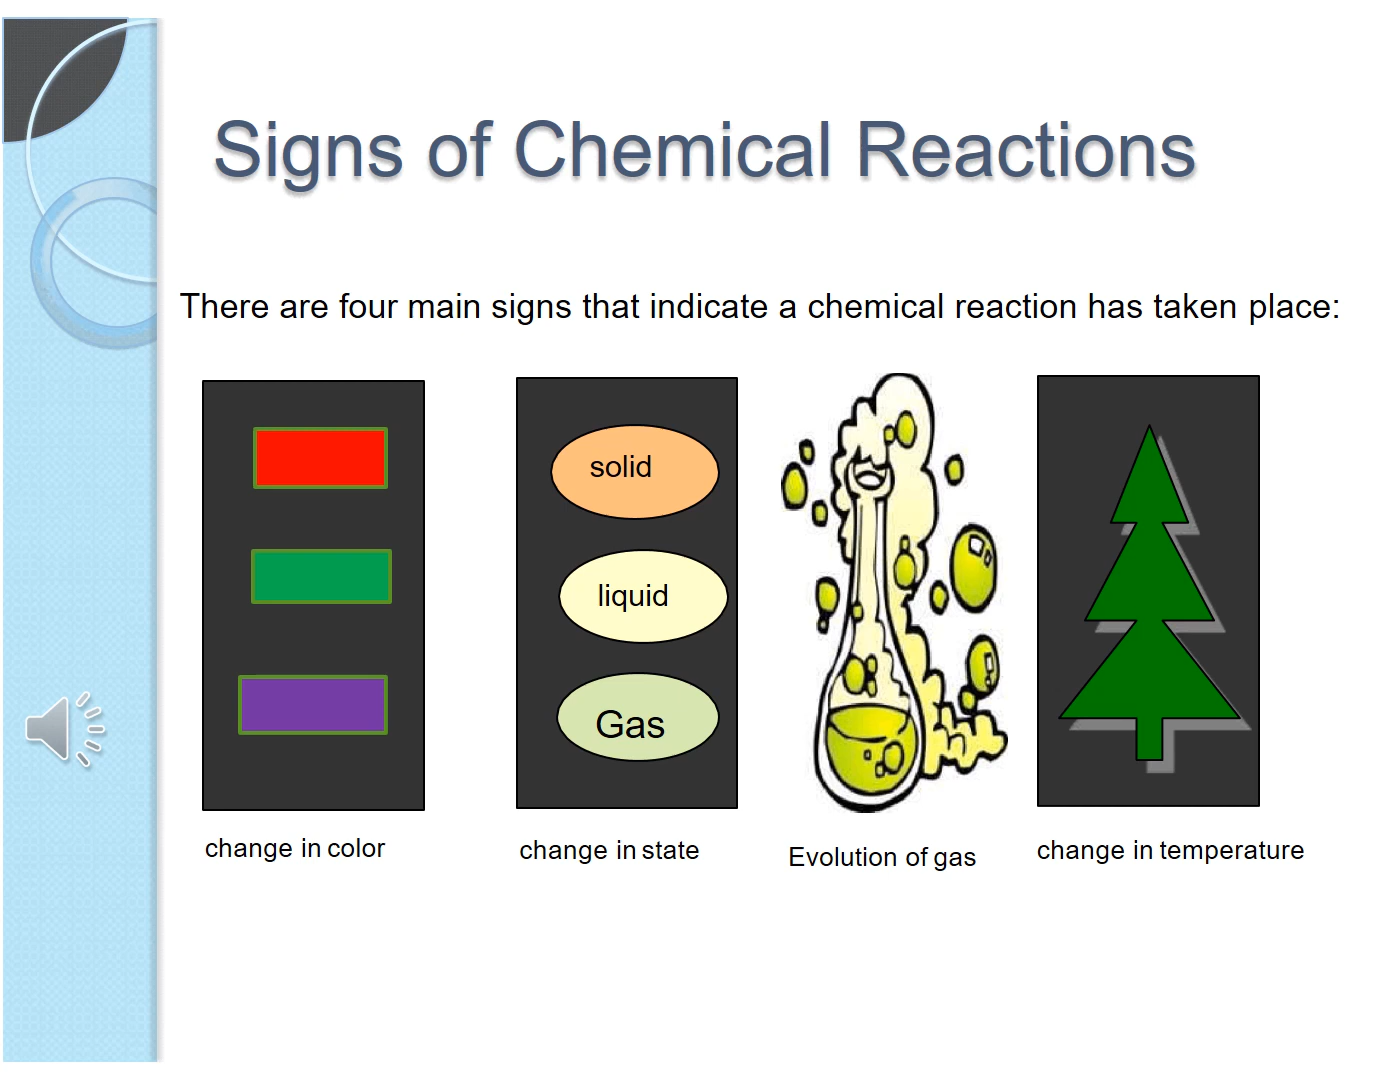 Signs of Chemical Reactions
There are four main signs that indicate a chemical reaction has taken place:
solid
liquid
Gas
change in color
change in state
Evolution of gas
change in temperature